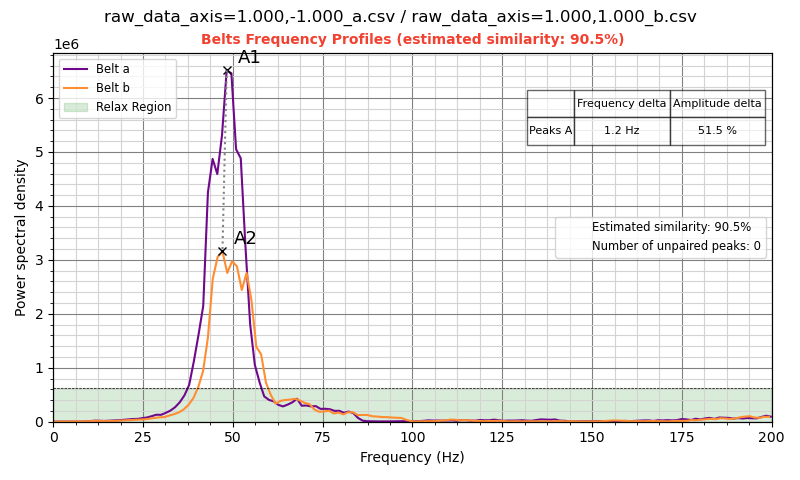 raw_data_axis=1.000,-1.000_a.csv / raw_data_axis=1.000,1.000_b.csv
Belts Frequency Profiles (estimated similarity: 90.5%)
1e6
Belt a
Belt b
Relax Region
A1
A2
Frequency delta Amplitude delta
Peaks A 1.2 Hz 51.5 %
Estimated similarity: 90.5%
Number of unpaired peaks: 0
Power spectral density
6
5
4
3
2
1
0
0 25 50 75 100 125 150 175 200
Frequency (Hz)